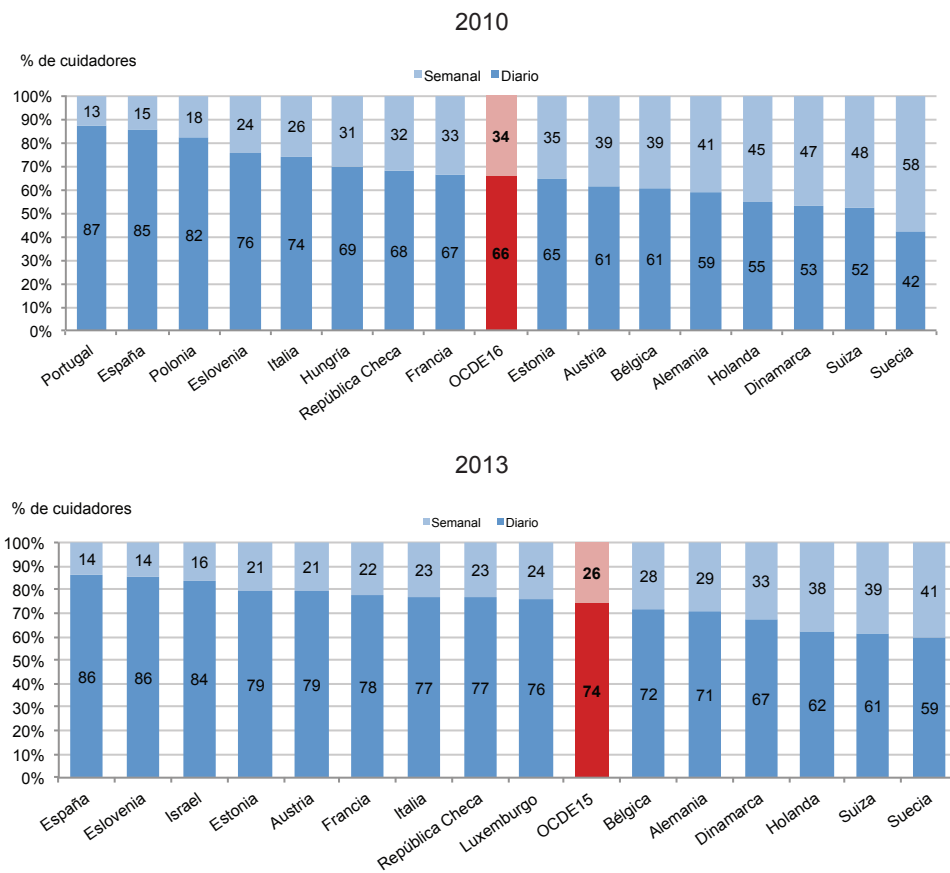 2010
% de cuidadores
Semanal Diario
100%
90%
80%
70%
60%
50%
40%
30%
20%
10%
0%
13 15 18 24 26 31 32 33 34 35 39 39 41 45 47 48 58
87 85 82 76 74 69 68 67 66 65 61 61 59 55 53 52 42
Portugal España Polonia Eslovenia Italia Hungría República Checa Francia OCDE16 Estonia Austria Bélgica Alemania Holanda Dinamarca Suiza Suecia
2013
% de cuidadores
Semanal Diario
100%
90%
80%
70%
60%
50%
40%
30%
20%
10%
0%
14 14 16 21 21 22 23 23 24 26 28 29 33 38 39 41
86 86 84 79 79 78 77 77 76 74 72 71 67 62 61 59
España Eslovenia Israel Estonia Austria Francia Italia República Checa Luxemburgo OCDE15 Bélgica Alemania Dinamarca Holanda Suiza Suecia